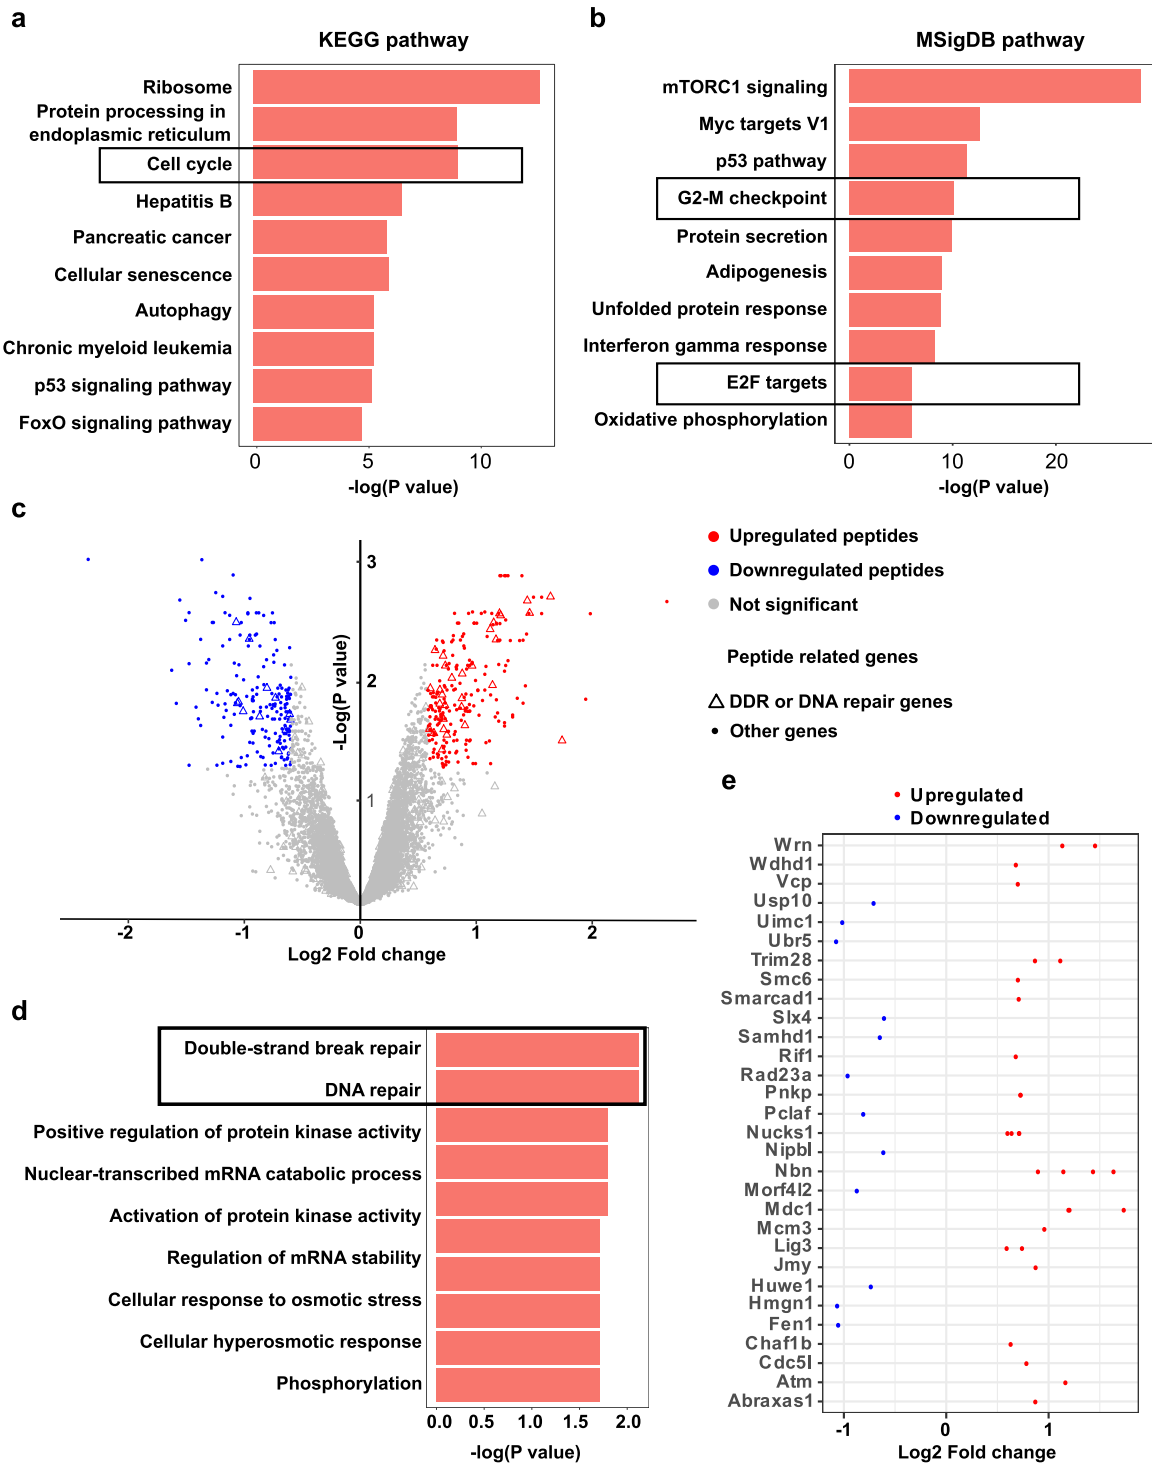 a
KEGG pathway
Ribosome
Protein processing in
endoplasmic reticulum
Cell cycle
Hepatitis B
Pancreatic cancer
Cellular senescence
Autophagy
Chronic myeloid leukemia
p53 signaling pathway
FoxO signaling pathway
0 5 10
-log(P value)
b
MSigDB pathway
mTORC1 signaling
Myc targets V1
p53 pathway
G2-M checkpoint
Protein secretion
Adipogenesis
Unfolded protein response
Interferon gamma response
E2F targets
Oxidative phosphorylation
0 10 20
-log(P value)
c
3
2
1
-Log(P value)
-2 -1 0 1 2
Log2 Fold change
Upregulated peptides
Downregulated peptides
Not significant
Peptide related genes
DDR or DNA repair genes
Other genes
d
Double-strand break repair
DNA repair
Positive regulation of protein kinase activity
Nuclear-transcribed mRNA catabolic process
Activation of protein kinase activity
Regulation of mRNA stability
Cellular response to osmotic stress
Cellular hyperosmotic response
Phosphorylation
0.0 0.5 1.0 1.5 2.0
-log(P value)
e
Upregulated
Downregulated
Wrn
Wdhd1
Vcp
Usp10
Uimc1
Ubr5
Trim28
Smc6
Smarcad1
Slx4
Samhd1
Rif1
Rad23a
Pnkp
Pclaf
Nucks1
Nipbl
Nbn
Morf4l2
Mdc1
Mcm3
Lig3
Jmy
Huwe1
Hmgn1
Fen1
Chaf1b
Cdc5l
Atm
Abraxas1
-1 0 1
Log2 Fold change